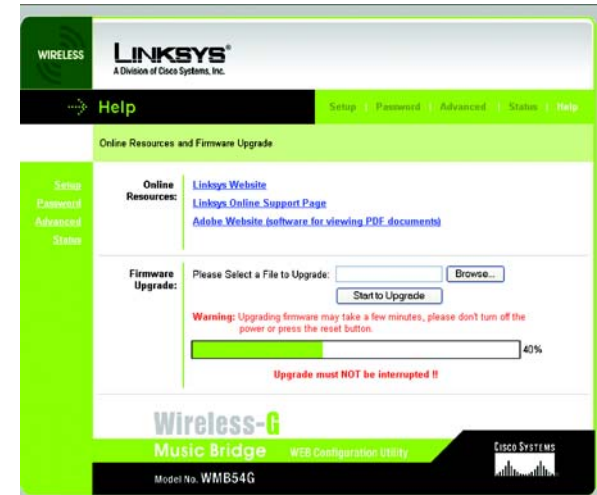 WIRELESS
LINKSYS®
A Division of Cisco Systems, Inc.
Help
Setup | Password | Advanced | Status | Help
Online Resources and Firmware Upgrade
Setup
Password
Advanced
Status
Online Resources:
Linksys Website
Linksys Online Support Page
Adobe Website (software for viewing PDF documents)
Firmware Upgrade:
Please Select a File to Upgrade:
Browse...
Start to Upgrade
Warning: Upgrading firmware may take a few minutes, please don't turn off the
power or press the reset button.
40%
Upgrade must NOT be interrupted !!
Wireless-G
Music Bridge WEB Configuration Utility
CISCO SYSTEMS
Model No. WMB54G